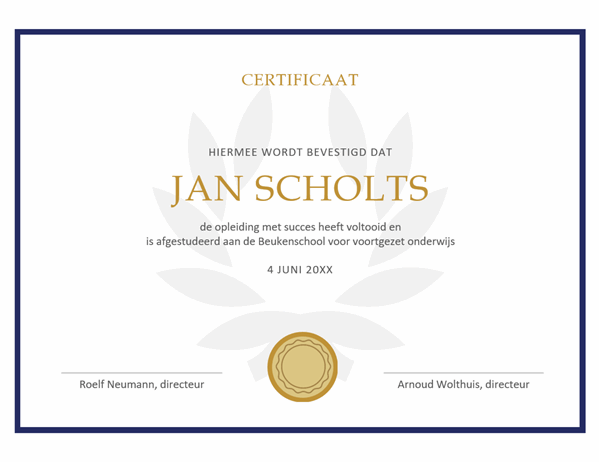 CERTIFICAAT
HIERMEE WORDT BEVESTIGD DAT
JAN SCHOLTS
de opleiding met succes heeft voltooid en
is afgestudeerd aan de Beukenschool voor voortgezet onderwijs
4 JUNI 20XX
Roelf Neumann, directeur
Arnoud Wolthuis, directeur